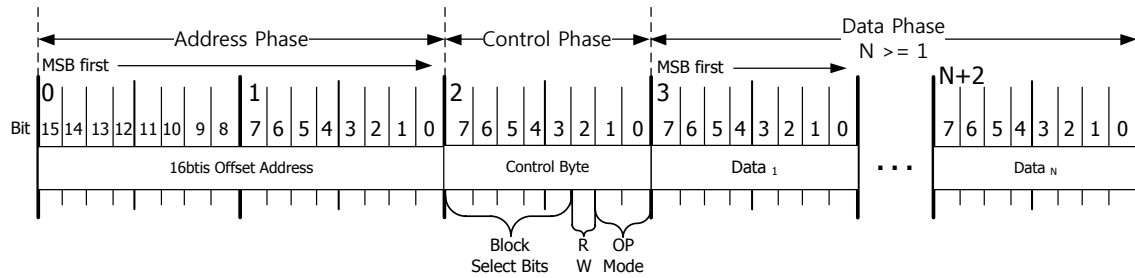 Address Phase Control Phase Data Phase
N >= 1
MSB first MSB first
0 1 2 3 N+2
Bit 15 14 13 12 11 10 9 8 7 6 5 4 3 2 1 0 7 6 5 4 3 2 1 0 7 6 5 4 3 2 1 0 7 6 5 4 3 2 1 0
16btis Offset Address Control Byte Data 1 ... Data N
Block R OP
Select Bits W Mode